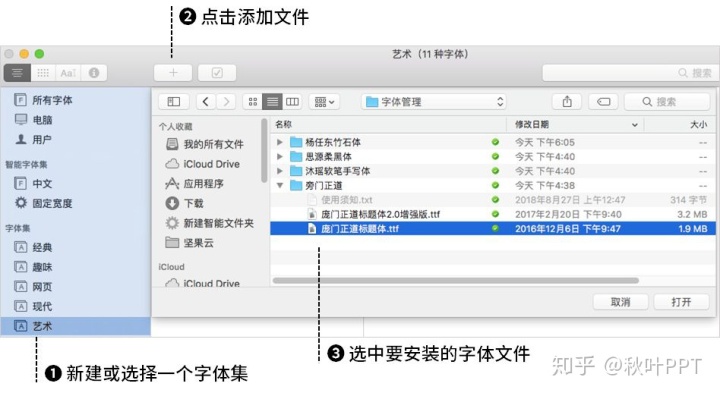 ❷ 点击添加文件
艺术（11 种字体）
Aa
搜索
所有字体
电脑
用户
智能字体集
中文
固定宽度
字体集
经典
趣味
网页
现代
艺术
字体管理
搜索
个人收藏
我的所有文件
iCloud Drive
应用程序
下载
新建智能文件夹
坚果云
iCloud
iCloud Drive
名称 修改日期 大小
杨任东竹石体 今天 下午6:05 --
思源柔黑体 今天 下午4:40 --
沐瑶软笔手写体 今天 下午4:40 --
旁门正道 今天 下午4:38 --
使用须知.txt 2018年8月27日 上午12:47 314 字节
庞门正道标题体2.0增强版.ttf 2017年2月20日 下午9:40 3.2 MB
庞门正道标题体.ttf 2016年12月6日 下午9:47 1.9 MB
取消 打开
❸ 选中要安装的字体文件
❶ 新建或选择一个字体集
知乎 @秋叶PPT